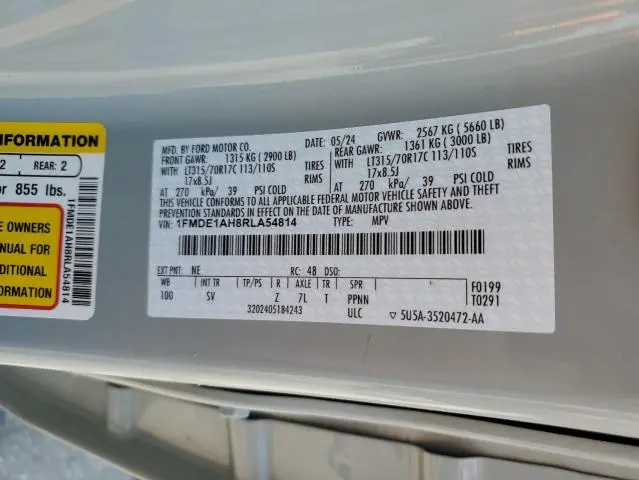 INFORMATION
2 REAR: 2
or 855 lbs.
E OWNERS
ANUAL FOR
ADDITIONAL
INFORMATION
1FMDE1AH8RLA54814
MFD. BY FORD MOTOR CO. 05/24 GVWR: 2567 KG ( 5660 LB)
FRONT GAWR: 1315 KG ( 2900 LB) REAR GAWR: 1361 KG ( 3000 LB)
WITH LT315/70R17C 113/110S TIRES WITH LT315/70R17C 113/110S TIRES
17x8.5J RIMS 17x8.5J RIMS
AT 270 kPa/ 39 PSI COLD AT 270 kPa/ 39 PSI COLD
THIS VEHICLE CONFORMS TO ALL APPLICABLE FEDERAL MOTOR VEHICLE SAFETY AND THEFT
PREVENTION STANDARDS IN EFFECT ON THE DATE OF MANUFACTURE SHOWN ABOVE.
VIN: 1FMDE1AH8RLA54814 TYPE: MPV
EXT PNT: NE RC: 48 DSO:
WB INT TR TP/PS R AXLE TR SPR F0199
100 SV Z 7L T PPNN T0291
3202405184243 ULC ▽ 5U5A-3520472-AA